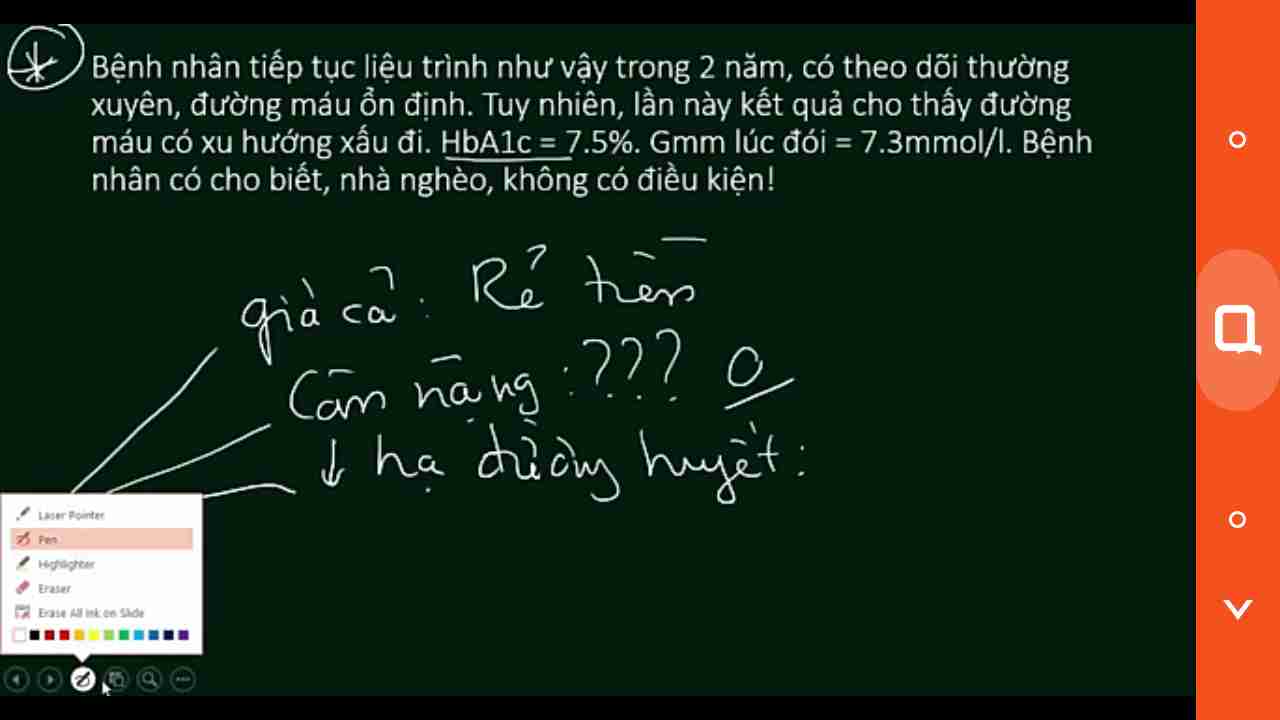 Bệnh nhân tiếp tục liệu trình như vậy trong 2 năm, có theo dõi thường
xuyên, đường máu ổn định. Tuy nhiên, lần này kết quả cho thấy đường
máu có xu hướng xấu đi. HbA1c = 7.5%. Gmm lúc đói = 7.3mmol/l. Bệnh
nhân có cho biết, nhà nghèo, không có điều kiện!
giả cả: Rẻ tiền
Cân nặng: ??? 0
↓ hạ đường huyết:
Laser Pointer
Pen
Highlighter
Eraser
Erase All Ink on Slide